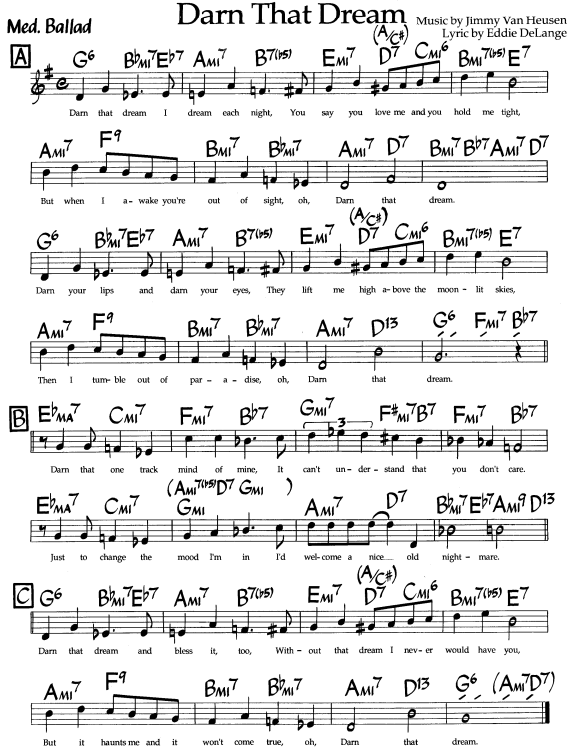 Darn That Dream
Med. Ballad
Music by Jimmy Van Heusen
Lyric by Eddie DeLange
A
(A/C#)
G6 B♭MI7 E♭7 AMI7 B7(♭5) EMI7 D7 CMI6 BMI7(♭5) E7
Darn that dream I dream each night, You say you love me and you hold me tight,
AMI7 F9 BMI7 B♭MI7 AMI7 D7 BMI7 B♭7 AMI7 D7
But when I a- wake you're out of sight, oh, Darn that dream.
(A/C#)
G6 B♭MI7 E♭7 AMI7 B7(♭5) EMI7 D7 CMI6 BMI7(♭5) E7
Darn your lips and darn your eyes, They lift me high a-bove the moon- lit skies,
AMI7 F9 BMI7 B♭MI7 AMI7 D13 G6 FMI7 B♭7
Then I tum-ble out of par - a - dise, oh, Darn that dream.
B
E♭MA7 CMI7 FMI7 B♭7 GMI7 F#MI7 B7 FMI7 B♭7
3
Darn that one track mind of mine, It can't un-der-stand that you don't care.
(AMI7(♭5) D7 GMI )
E♭MA7 CMI7 GMI AMI7 D7 B♭MI7 E♭7 AMI9 D13
Just to change the mood I'm in I'd wel-come a nice old night-mare.
C
(A/C#)
G6 B♭MI7 E♭7 AMI7 B7(♭5) EMI7 D7 CMI6 BMI7(♭5) E7
Darn that dream and bless it, too, With- out that dream I nev- er would have you,
AMI7 F9 BMI7 B♭MI7 AMI7 D13 G6 (AMI7 D7)
But it haunts me and it won't come true, oh, Darn that dream.